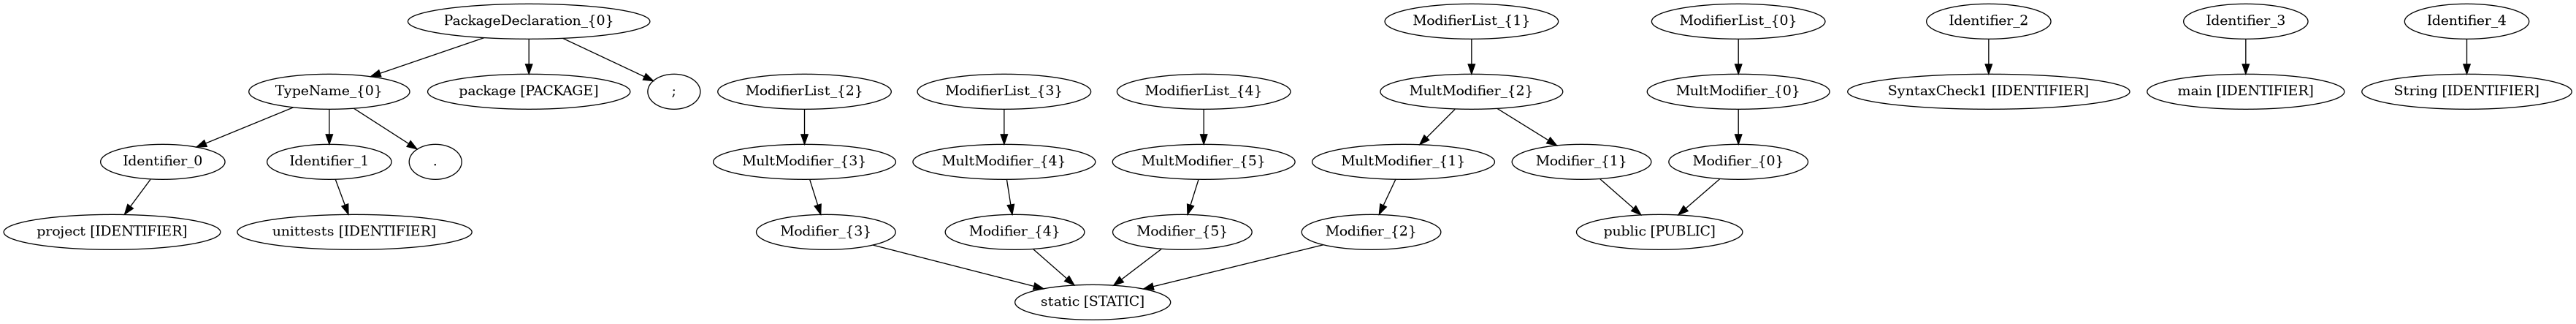 PackageDeclaration_{0}
ModifierList_{1}
ModifierList_{0}
Identifier_2
Identifier_3
Identifier_4
TypeName_{0}
package [PACKAGE]
;
ModifierList_{2}
ModifierList_{3}
ModifierList_{4}
MultModifier_{2}
MultModifier_{0}
SyntaxCheck1 [IDENTIFIER]
main [IDENTIFIER]
String [IDENTIFIER]
Identifier_0
Identifier_1
.
MultModifier_{3}
MultModifier_{4}
MultModifier_{5}
MultModifier_{1}
Modifier_{1}
Modifier_{0}
project [IDENTIFIER]
unittests [IDENTIFIER]
Modifier_{3}
Modifier_{4}
Modifier_{5}
Modifier_{2}
public [PUBLIC]
static [STATIC]